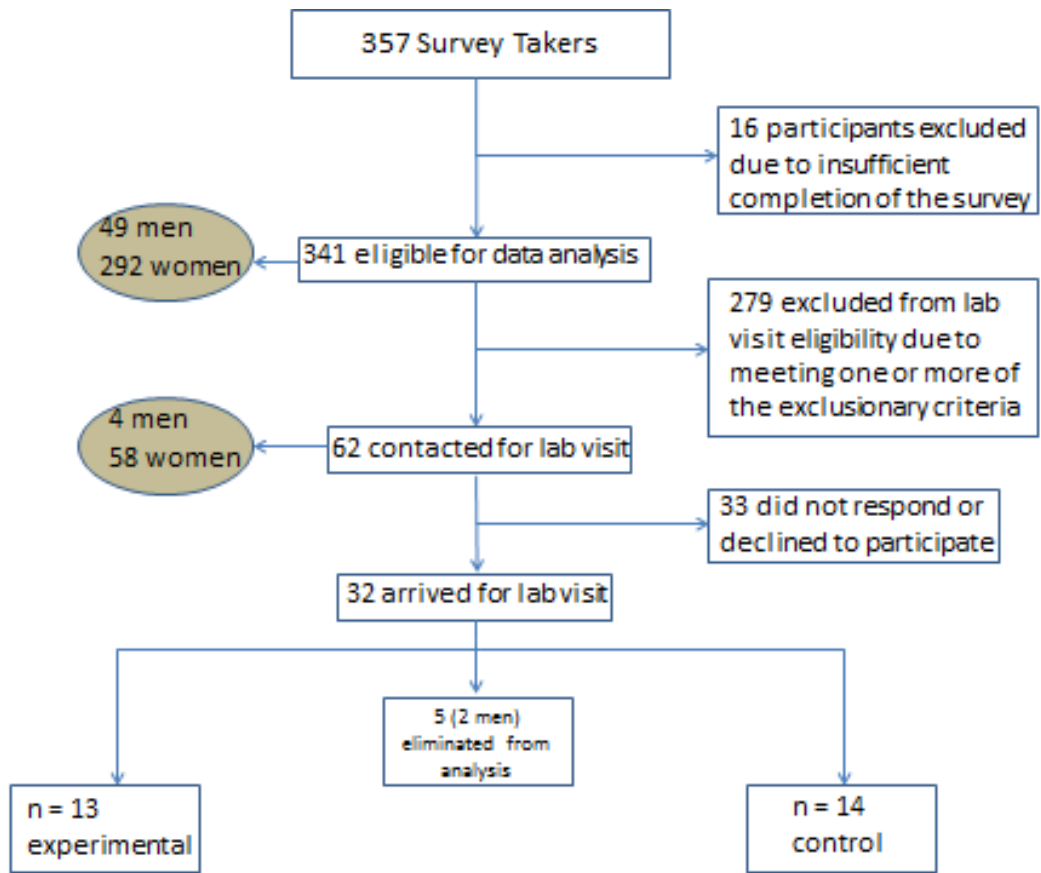 357 Survey Takers
16 participants excluded
due to insufficient
completion of the survey
49 men
292 women
341 eligible for data analysis
279 excluded from lab
visit eligibility due to
meeting one or more of
the exclusionary criteria
4 men
58 women
62 contacted for lab visit
33 did not respond or
declined to participate
32 arrived for lab visit
5 (2 men)
eliminated from
analysis
n = 13
experimental
n = 14
control